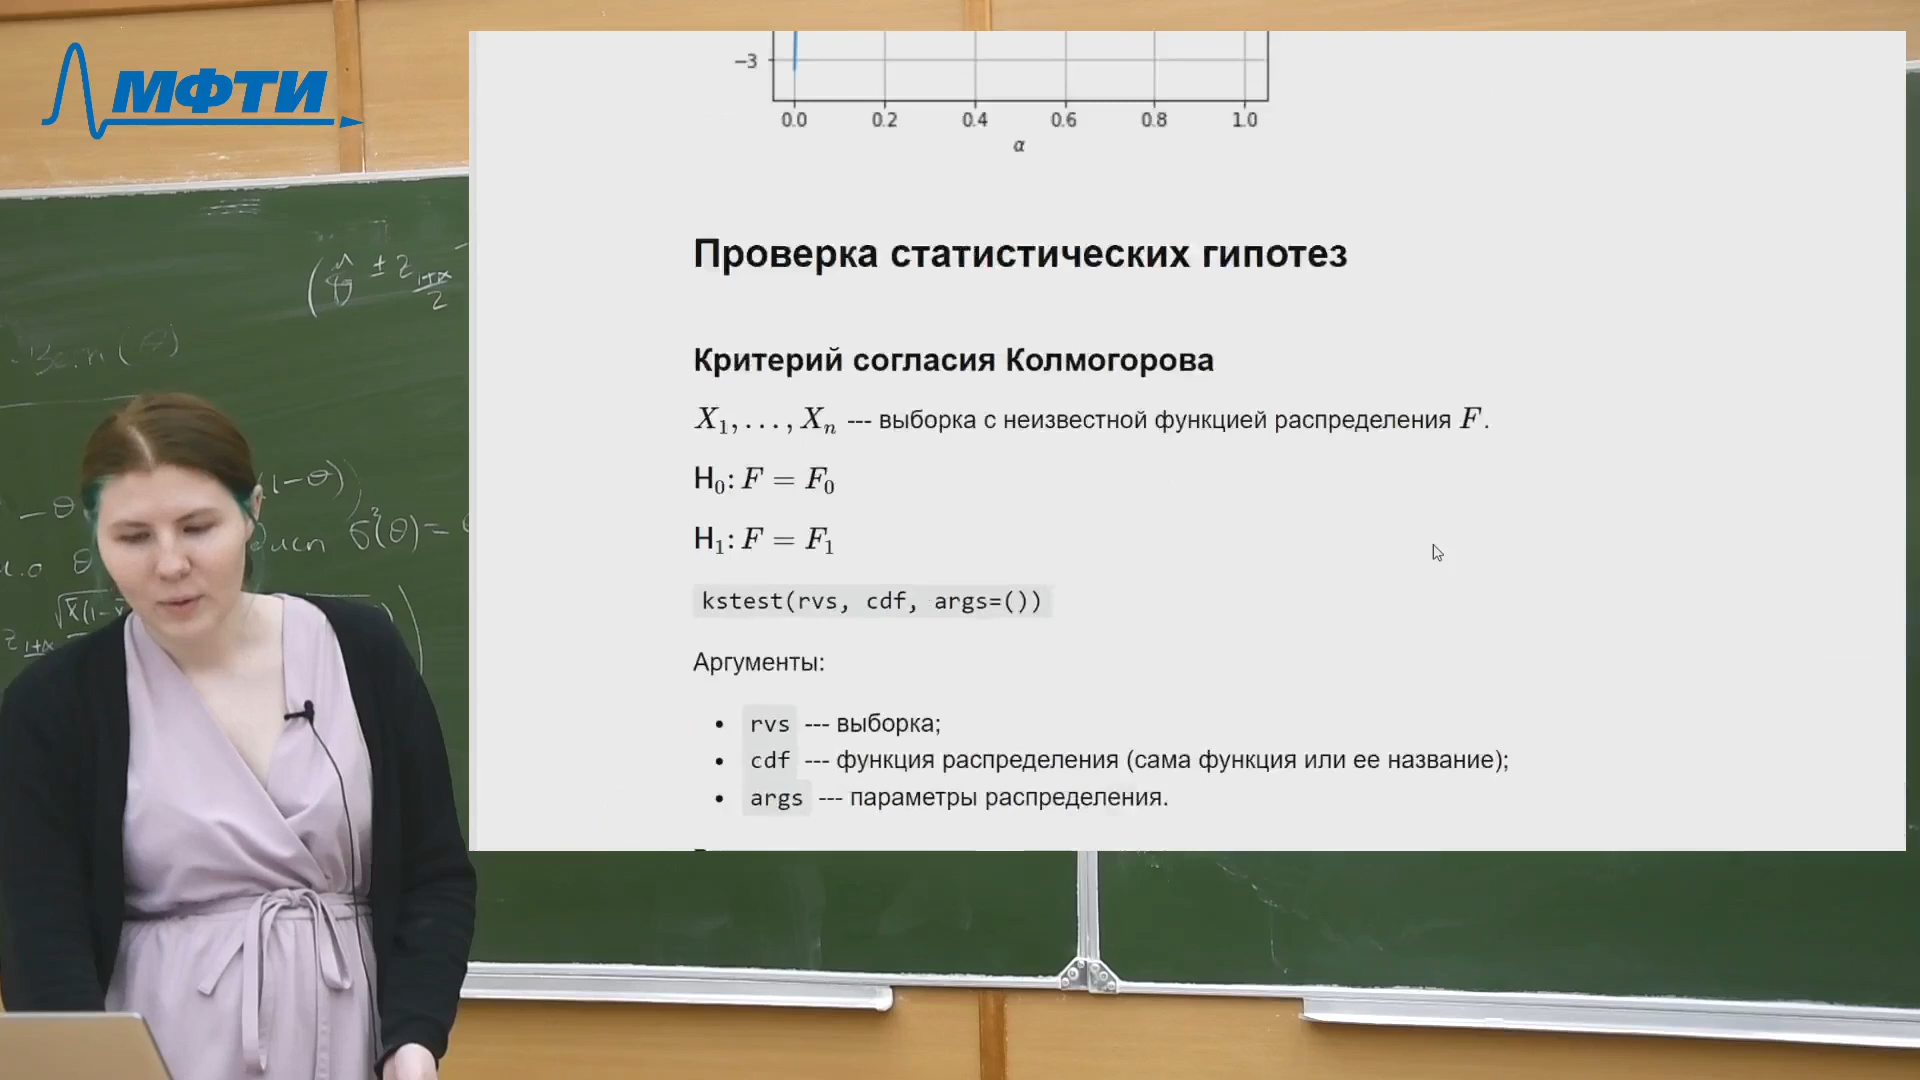 МФТИ
−3
0.0 0.2 0.4 0.6 0.8 1.0
α
Проверка статистических гипотез
Критерий согласия Колмогорова
X₁, . . . , Xₙ --- выборка с неизвестной функцией распределения F.
H₀: F = F₀
H₁: F = F₁
kstest(rvs, cdf, args=())
Аргументы:
• rvs --- выборка;
• cdf --- функция распределения (сама функция или ее название);
• args --- параметры распределения.